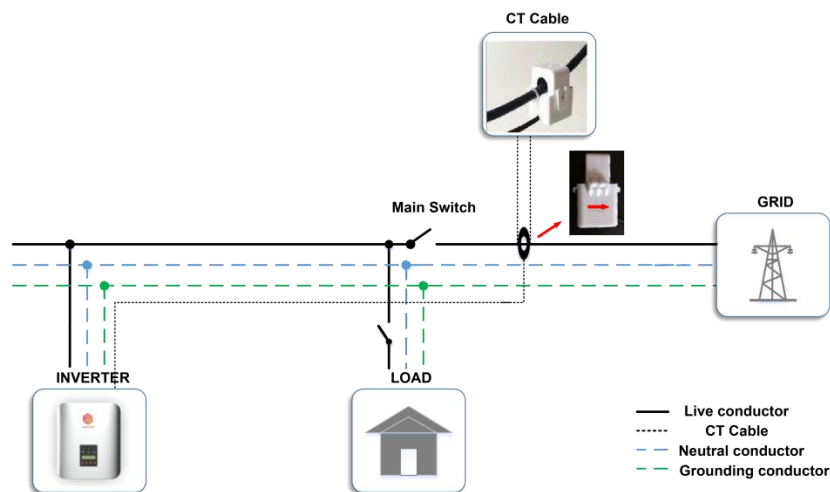 CT Cable
Main Switch
GRID
INVERTER
LOAD
Live conductor
CT Cable
Neutral conductor
Grounding conductor